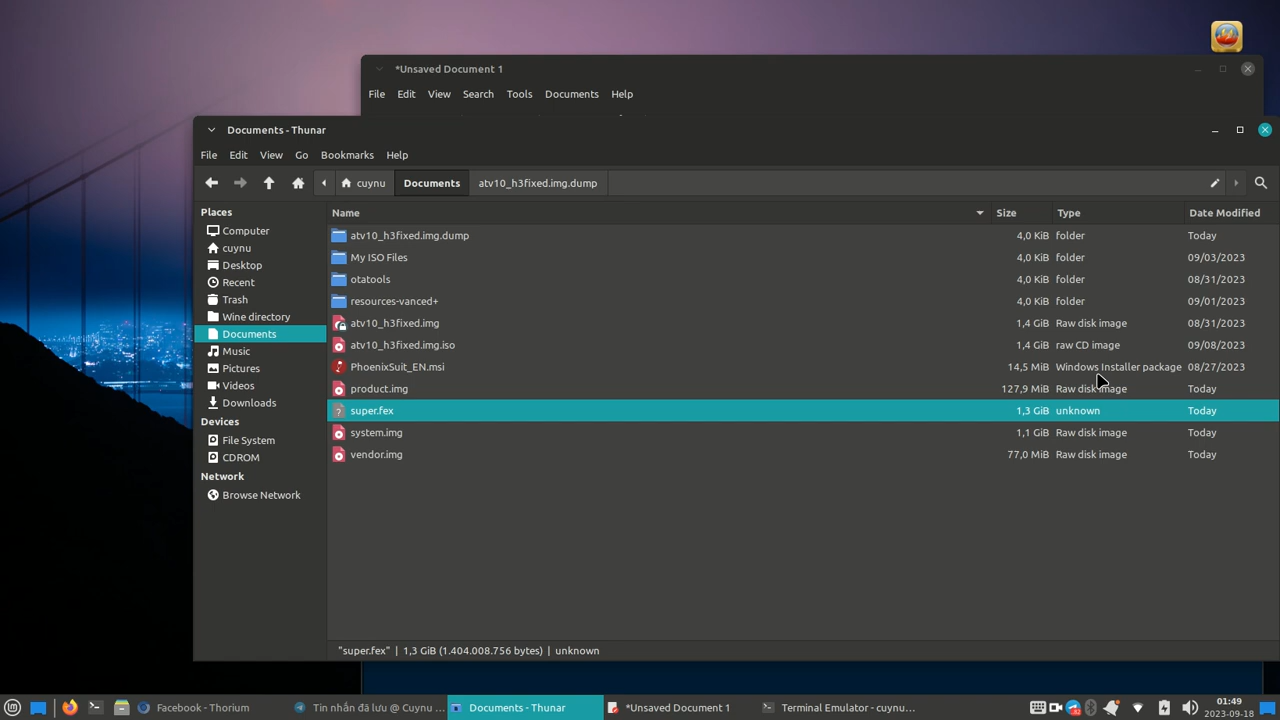 *Unsaved Document 1
File Edit View Search Tools Documents Help
Documents - Thunar
File Edit View Go Bookmarks Help
cuynu Documents atv10_h3fixed.img.dump
Places
Computer
cuynu
Desktop
Recent
Trash
Wine directory
Documents
Music
Pictures
Videos
Downloads
Devices
File System
CDROM
Network
Browse Network
Name Size Type Date Modified
atv10_h3fixed.img.dump 4,0 KiB folder Today
My ISO Files 4,0 KiB folder 09/03/2023
otatools 4,0 KiB folder 08/31/2023
resources-vanced+ 4,0 KiB folder 09/01/2023
atv10_h3fixed.img 1,4 GiB Raw disk image 08/31/2023
atv10_h3fixed.img.iso 1,4 GiB raw CD image 09/08/2023
PhoenixSuit_EN.msi 14,5 MiB Windows Installer package 08/27/2023
product.img 127,9 MiB Raw disk image Today
super.fex 1,3 GiB unknown Today
system.img 1,1 GiB Raw disk image Today
vendor.img 77,0 MiB Raw disk image Today
"super.fex" | 1,3 GiB (1.404.008.756 bytes) | unknown
Facebook - Thorium Tin nhắn đã lưu @ Cuynu ... Documents - Thunar *Unsaved Document 1 Terminal Emulator - cuynu... 01:49
2023-09-18